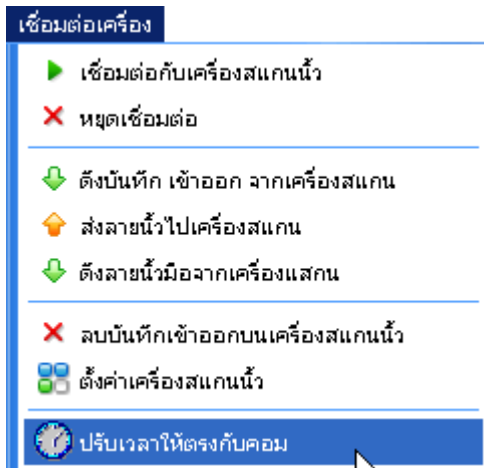 เชื่อมต่อเครื่อง
เชื่อมต่อกับเครื่องสแกนนิ้ว
หยุดเชื่อมต่อ
ดึงบันทึก เข้าออก จากเครื่องสแกน
ส่งลายนิ้วไปเครื่องสแกน
ดึงลายนิ้วมือจากเครื่องแสกน
ลบบันทึกเข้าออกบนเครื่องสแกนนิ้ว
ตั้งค่าเครื่องสแกนนิ้ว
ปรับเวลาให้ตรงกับคอม